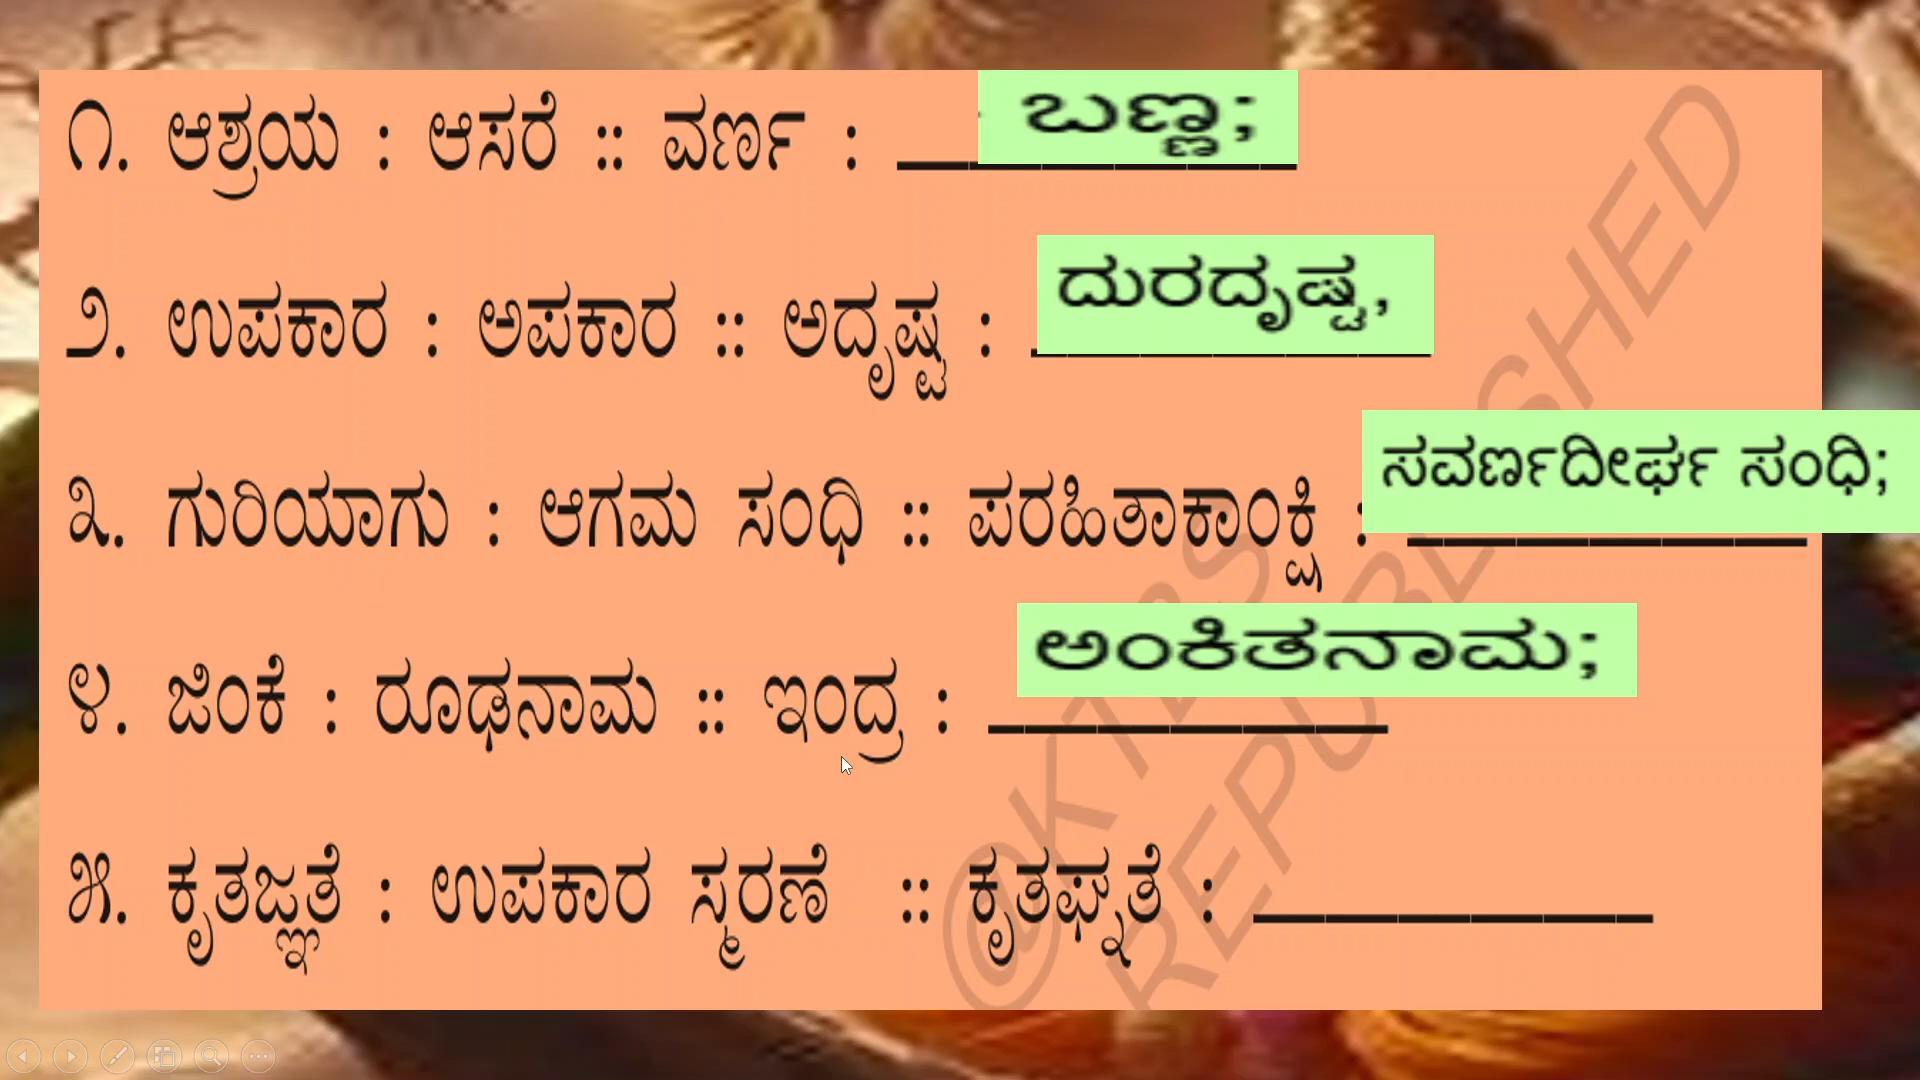 ೧. ಆಶ್ರಯ : ಆಸರೆ :: ವರ್ಣ : ಬಣ್ಣ;
೨. ಉಪಕಾರ : ಅಪಕಾರ :: ಅದೃಷ್ಟ : ದುರದೃಷ್ಟ,
೩. ಗುರಿಯಾಗು : ಆಗಮ ಸಂಧಿ :: ಪರಹಿತಾಕಾಂಕ್ಷಿ : ಸವರ್ಣದೀರ್ಘ ಸಂಧಿ;
೪. ಜಿಂಕೆ : ರೂಢನಾಮ :: ಇಂದ್ರ : ಅಂಕಿತನಾಮ;
೫. ಕೃತಜ್ಞತೆ : ಉಪಕಾರ ಸ್ಮರಣೆ :: ಕೃತಘ್ನತೆ : __________